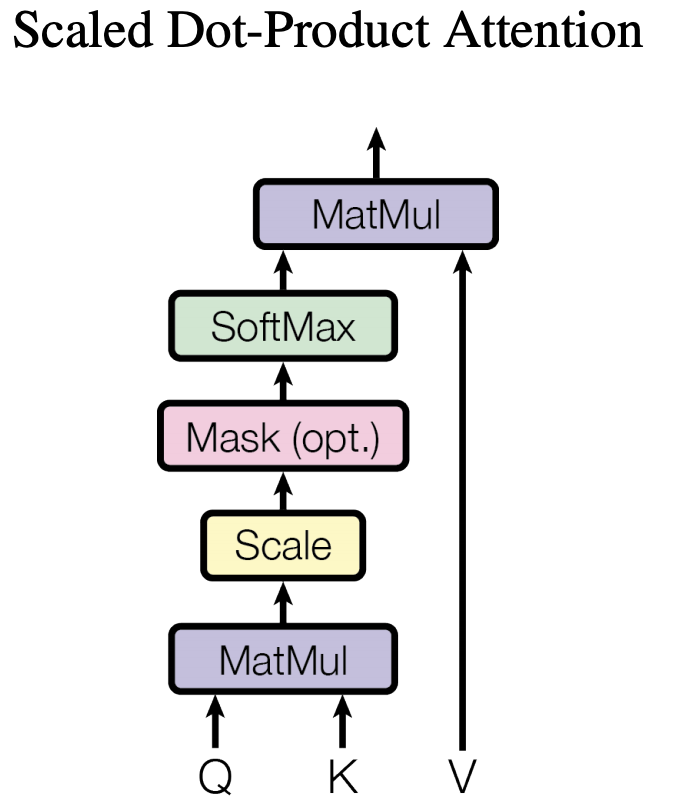 Scaled Dot-Product Attention
MatMul
SoftMax
Mask (opt.)
Scale
MatMul
Q K V